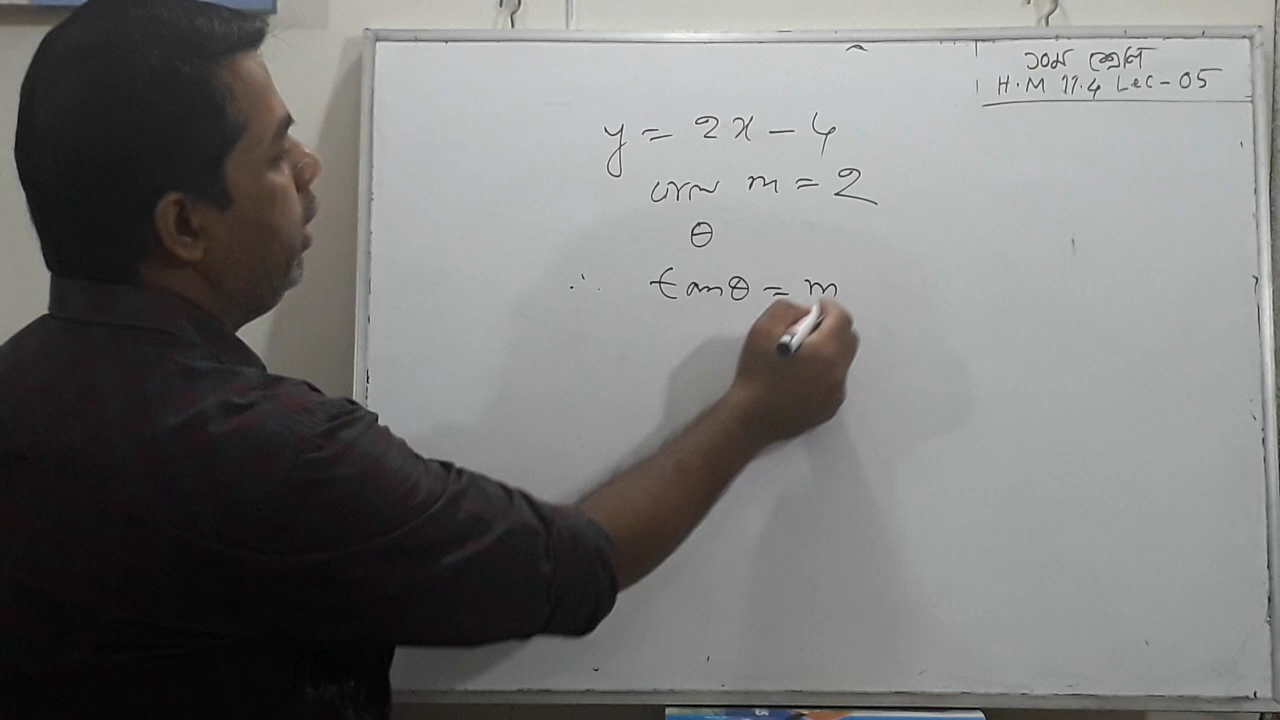 ১০ম শ্রেণি
H.M 11.4 Lec-05
y = 2x - 4
ঢাল m = 2
θ
∴ tanθ = m